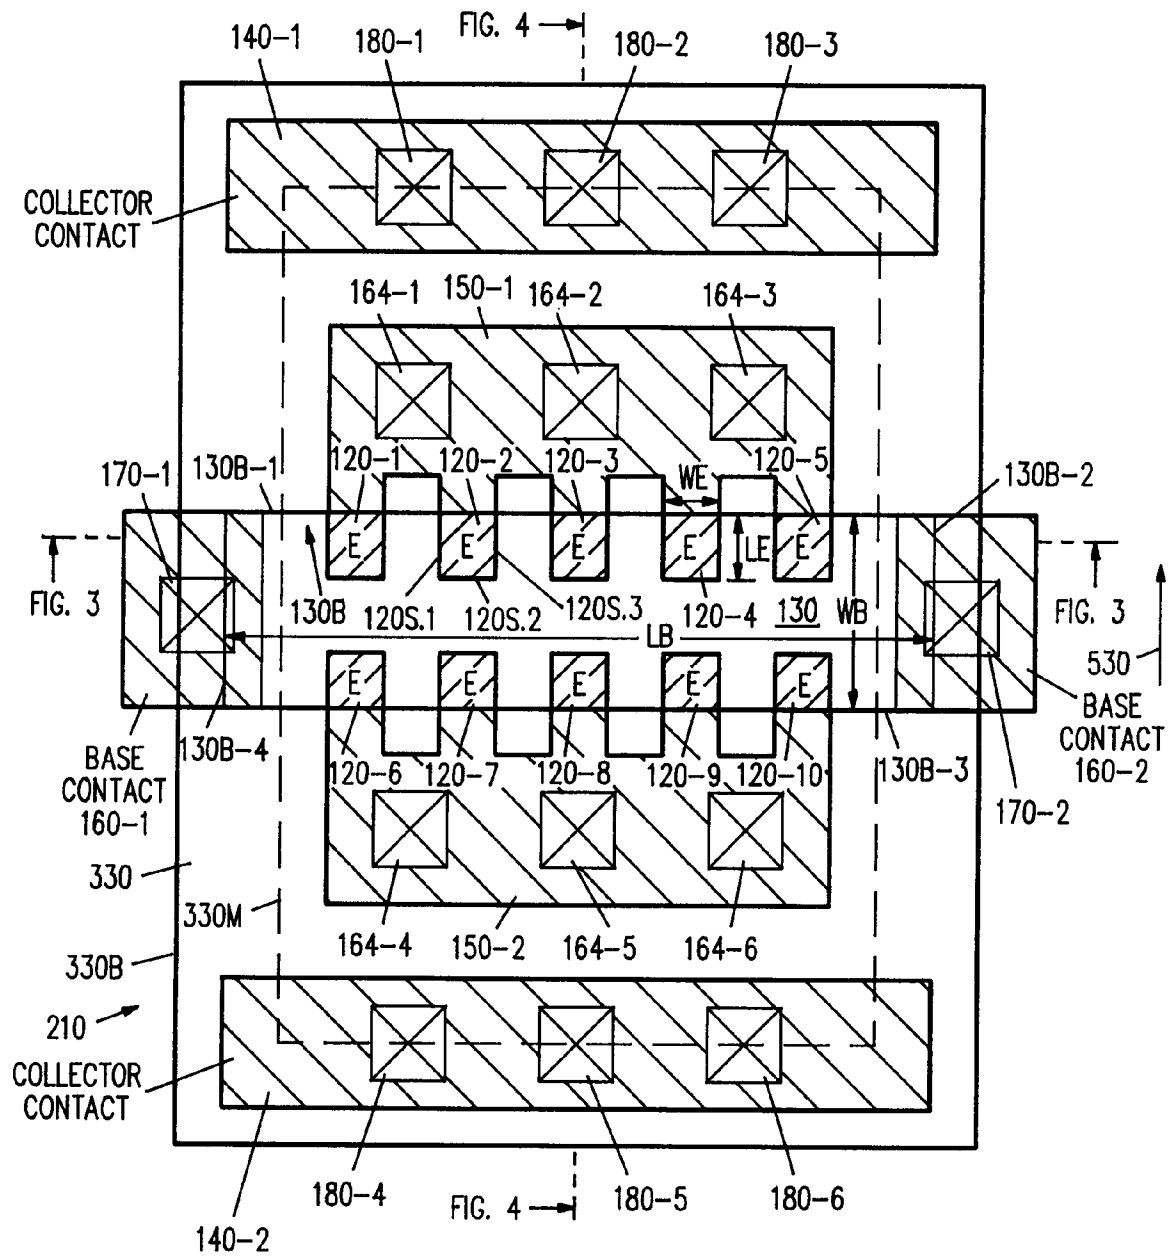 FIG. 4
140-1
180-1
180-2
180-3
COLLECTOR
CONTACT
164-1
150-1
164-2
164-3
170-1
130B-1
120-1
120-2
120-3
WE
120-5
130B-2
E
E
E
E
LE
E
FIG. 3
130B
120S.1
120S.2
120S.3
120-4
130
WB
FIG. 3
LB
530
E
E
E
E
E
BASE
CONTACT
160-1
130B-4
120-6
120-7
120-8
120-9
120-10
130B-3
BASE
CONTACT
160-2
170-2
330
330M
330B
164-4
150-2
164-5
164-6
210
COLLECTOR
CONTACT
180-4
FIG. 4
180-5
180-6
140-2